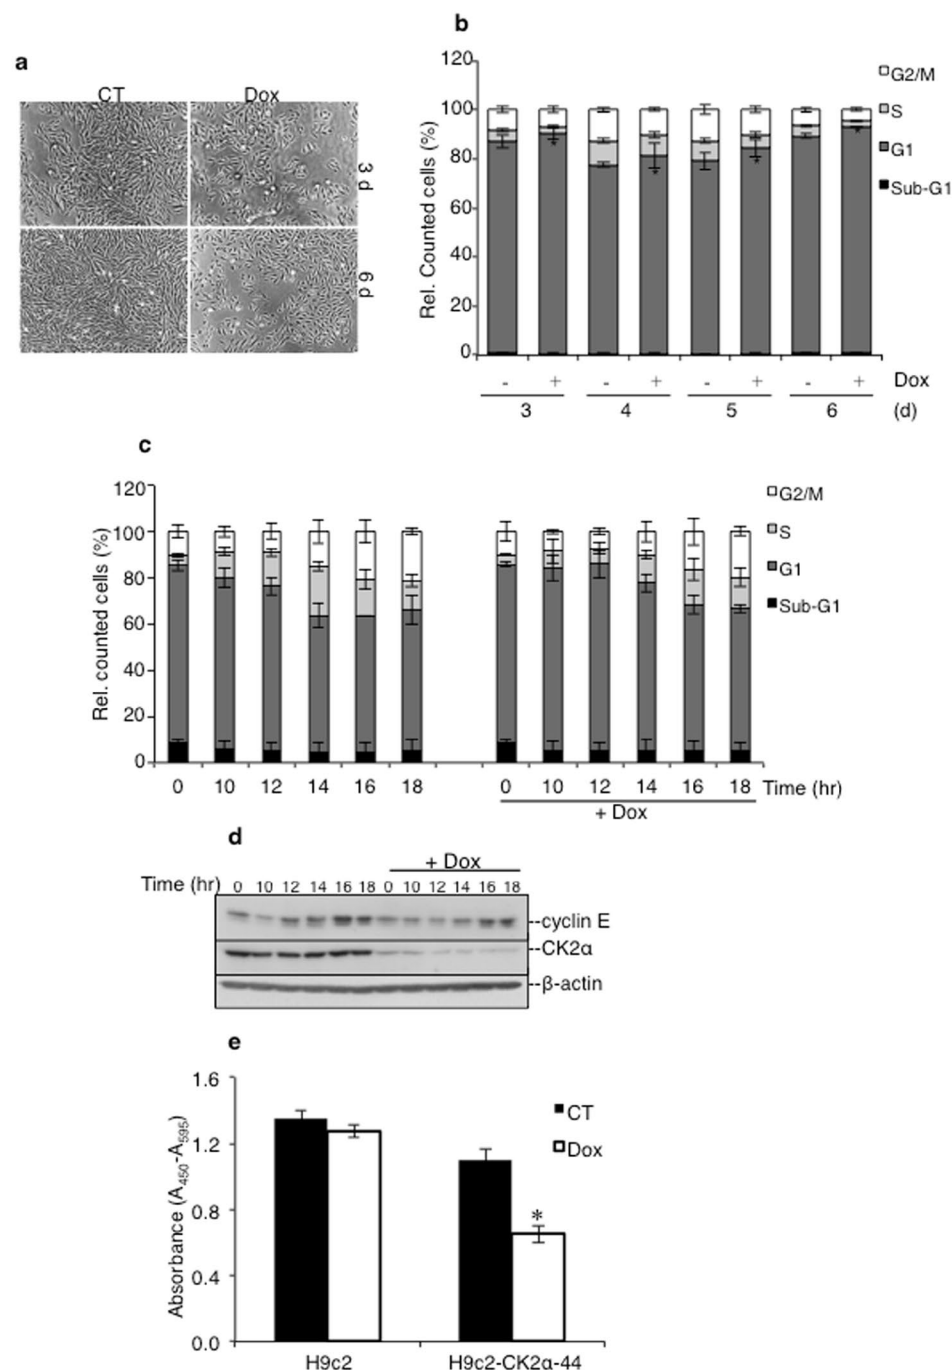 a
CT Dox
3 d
6 d
b
120
100
80
60
40
20
0
Rel. Counted cells (%)
G2/M
S
G1
Sub-G1
* * * *
- + - + - + - + Dox
3 4 5 6 (d)
c
120
100
80
60
40
20
0
Rel. counted cells (%)
G2/M
S
G1
Sub-G1
0 10 12 14 16 18 0 10 12 14 16 18 Time (hr)
+ Dox
d
+ Dox
Time (hr) 0 10 12 14 16 18 0 10 12 14 16 18
--cyclin E
--CK2α
--β-actin
e
1.6
1.2
0.8
0.4
0.0
Absorbance (A450-A595)
CT
Dox
*
H9c2 H9c2-CK2α-44